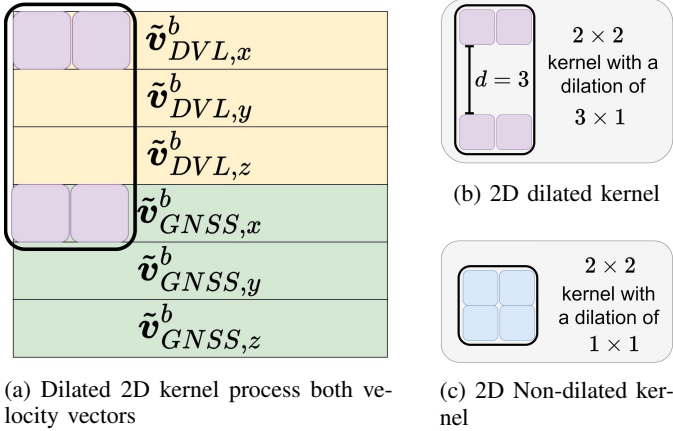 ṽ^b_{DVL,x}
ṽ^b_{DVL,y}
ṽ^b_{DVL,z}
ṽ^b_{GNSS,x}
ṽ^b_{GNSS,y}
ṽ^b_{GNSS,z}
(a) Dilated 2D kernel process both ve-
locity vectors
d = 3
2 × 2
kernel with a
dilation of
3 × 1
(b) 2D dilated kernel
2 × 2
kernel with
a dilation of
1 × 1
(c) 2D Non-dilated ker-
nel